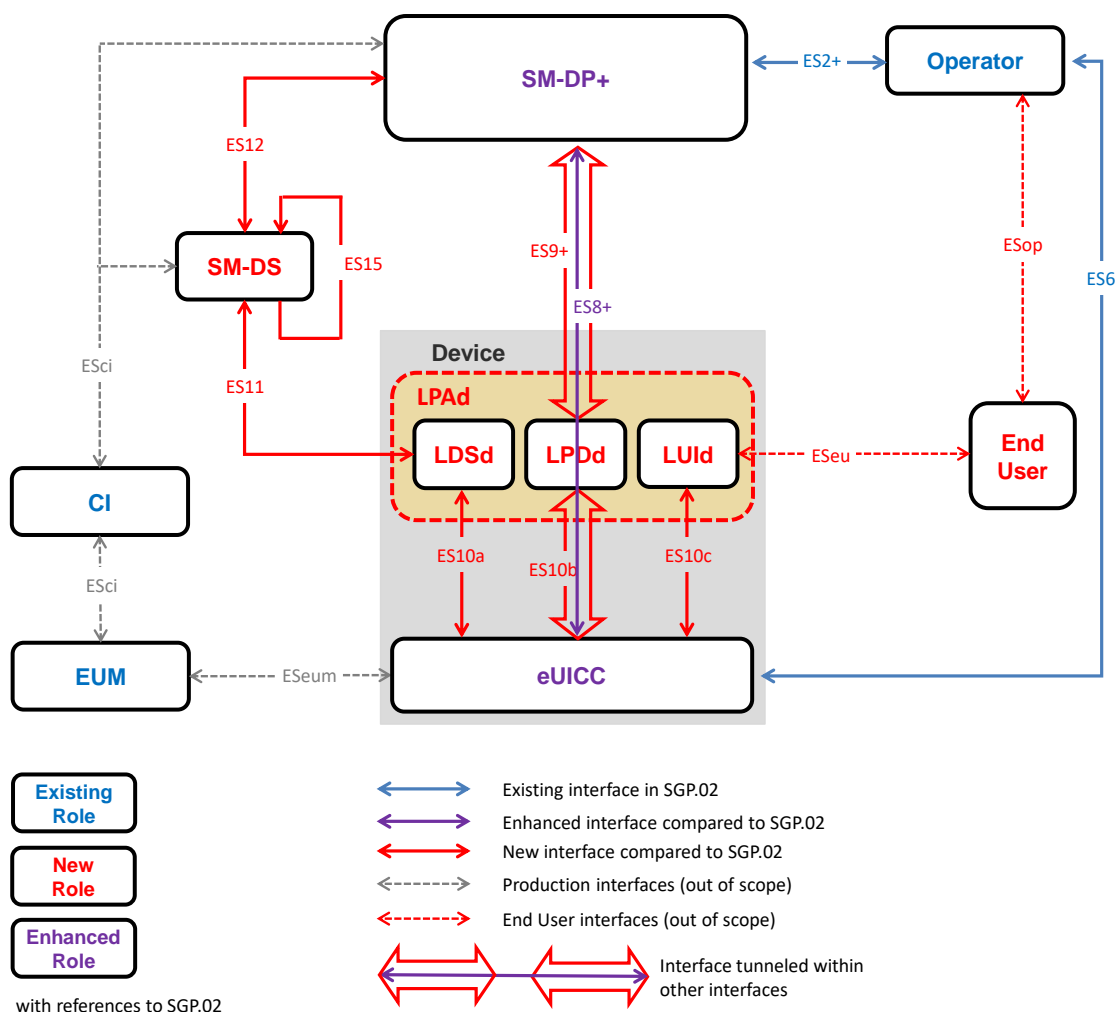 SM-DP+
ES2+
Operator
ES12
ES9+
ESop
SM-DS
ES15
ES6
ES8+
ESci
ES11
Device
LPAd
LDSd
LPDd
LUId
ESeu
End
User
CI
ES10a
ES10b
ES10c
ESci
EUM
ESeum
eUICC
Existing
Role
New
Role
Enhanced
Role
with references to SGP.02
Existing interface in SGP.02
Enhanced interface compared to SGP.02
New interface compared to SGP.02
Production interfaces (out of scope)
End User interfaces (out of scope)
Interface tunneled within
other interfaces